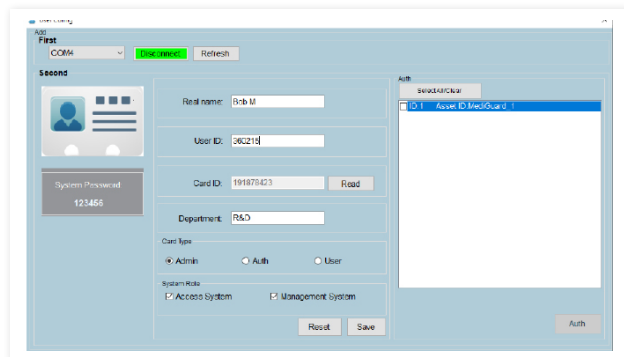 Add
First
COM4
Disconnect
Refresh
Second
System Password
123456
Real name:
Bob M
User ID:
360215
Card ID:
191878423
Read
Department:
R&D
Card Type
Admin
Auth
User
System Role
Access System
Management System
Reset
Save
Auth
Select All/Clear
ID 1 Asset ID:MediGuard_1
Auth